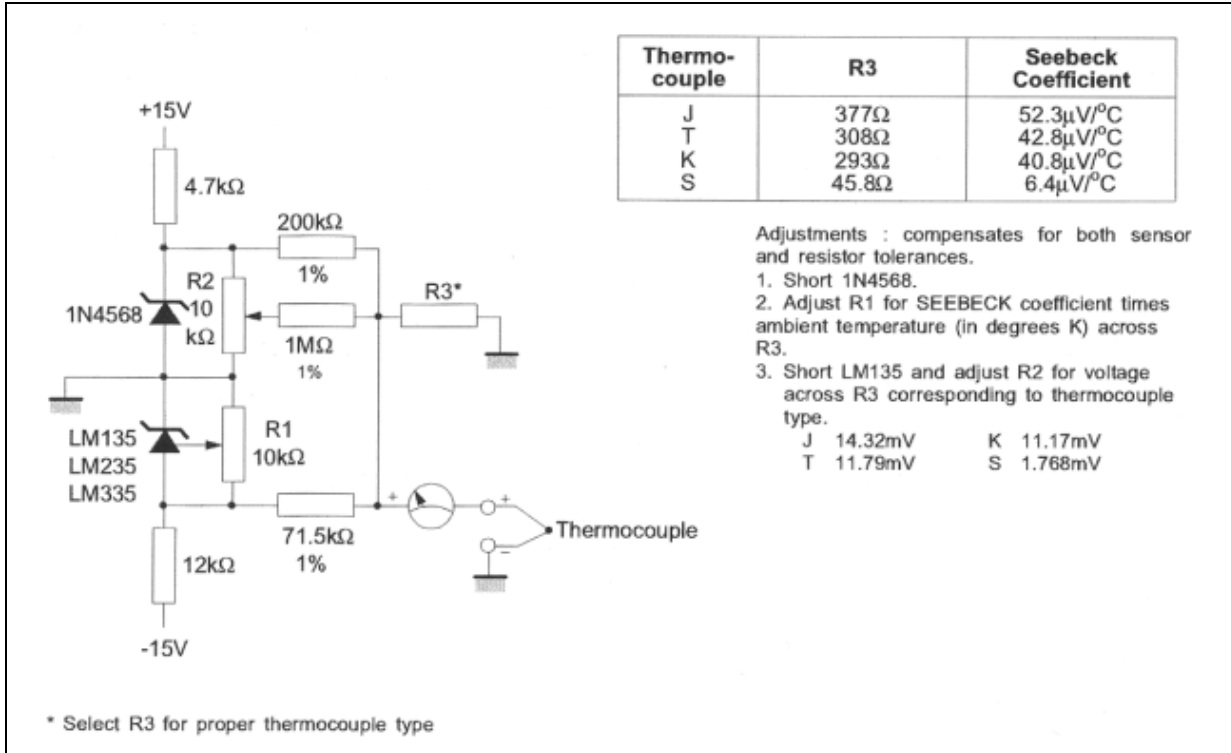 +15V
4.7kΩ
200kΩ
1%
R2
10
kΩ
1N4568
1MΩ
1%
R3*
LM135
LM235
LM335
R1
10kΩ
71.5kΩ
1%
+
+
−
Thermocouple
12kΩ
-15V
* Select R3 for proper thermocouple type
Thermo-
couple
R3
Seebeck
Coefficient
J 377Ω 52.3µV/°C
T 308Ω 42.8µV/°C
K 293Ω 40.8µV/°C
S 45.8Ω 6.4µV/°C
Adjustments : compensates for both sensor
and resistor tolerances.
1. Short 1N4568.
2. Adjust R1 for SEEBECK coefficient times
ambient temperature (in degrees K) across
R3.
3. Short LM135 and adjust R2 for voltage
across R3 corresponding to thermocouple
type.
J 14.32mV K 11.17mV
T 11.79mV S 1.768mV